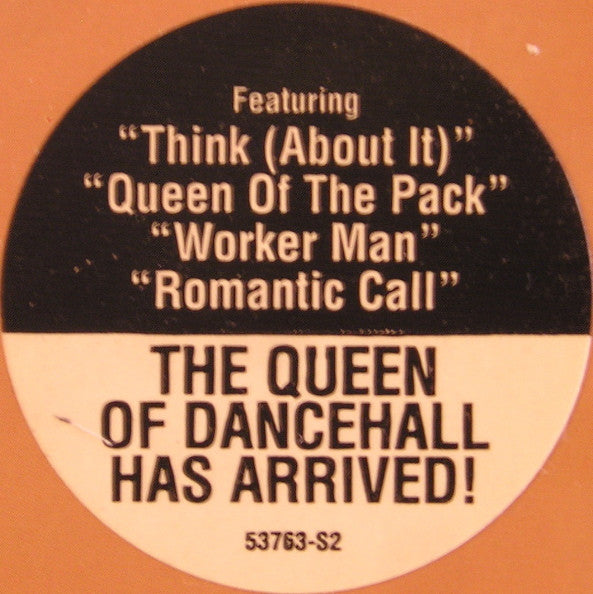 Featuring
“Think (About It)”
“Queen Of The Pack”
“Worker Man”
“Romantic Call”
THE QUEEN
OF DANCEHALL
HAS ARRIVED!
53763-S2